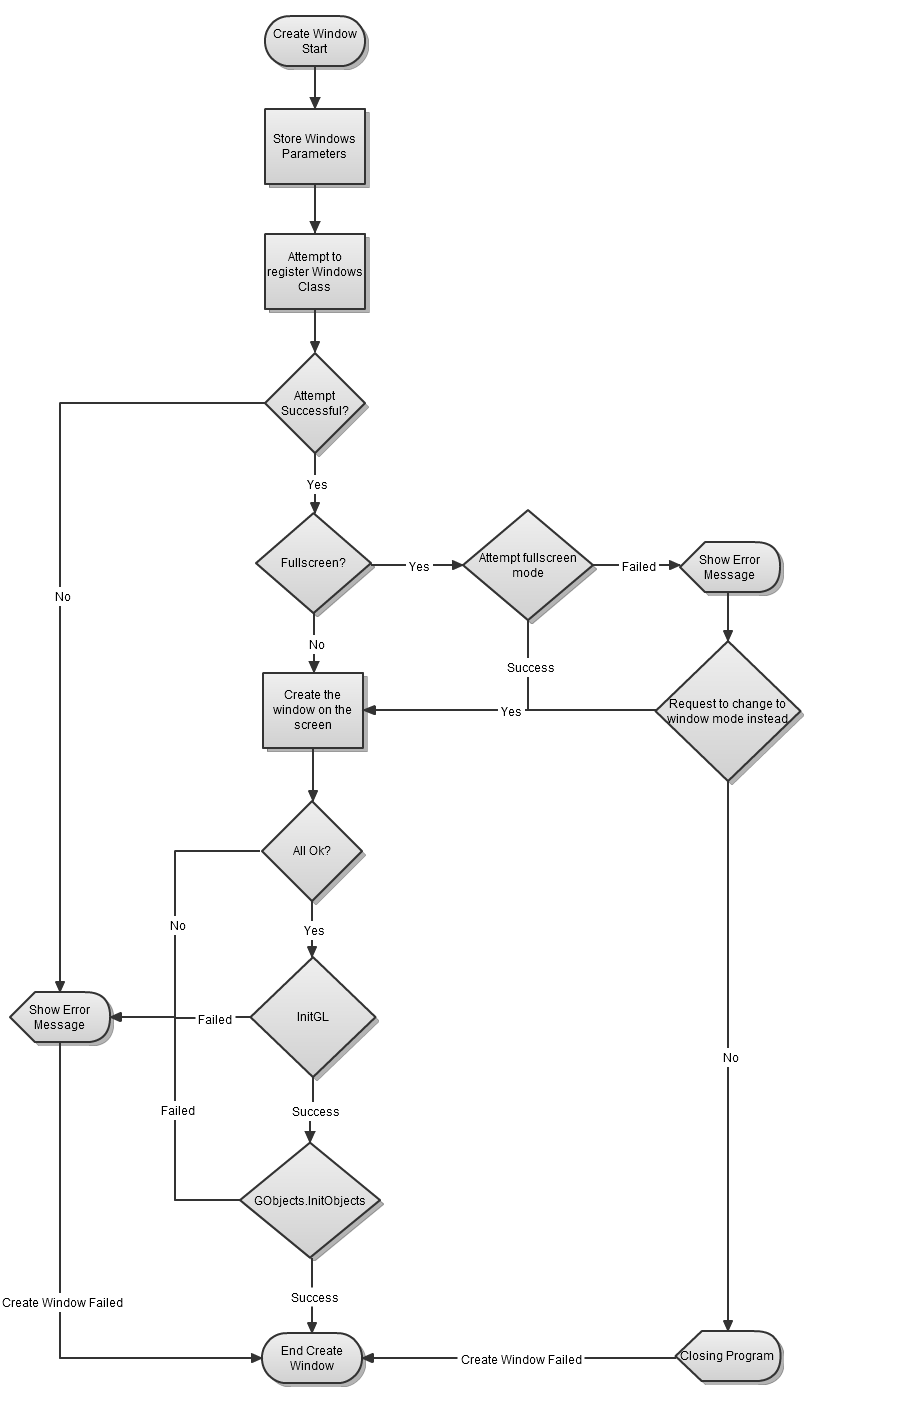 Create Window
Start
Store Windows
Parameters
Attempt to
register Windows
Class
Attempt
Successful?
Yes
No
Fullscreen?
Yes
Attempt fullscreen
mode
Failed
Show Error
Message
No
Success
Create the
window on the
screen
Yes
Request to change to
window mode instead
All Ok?
No
Yes
Show Error
Message
Failed
InitGL
No
Failed
Success
GObjects.InitObjects
Success
Create Window Failed
End Create
Window
Create Window Failed
Closing Program